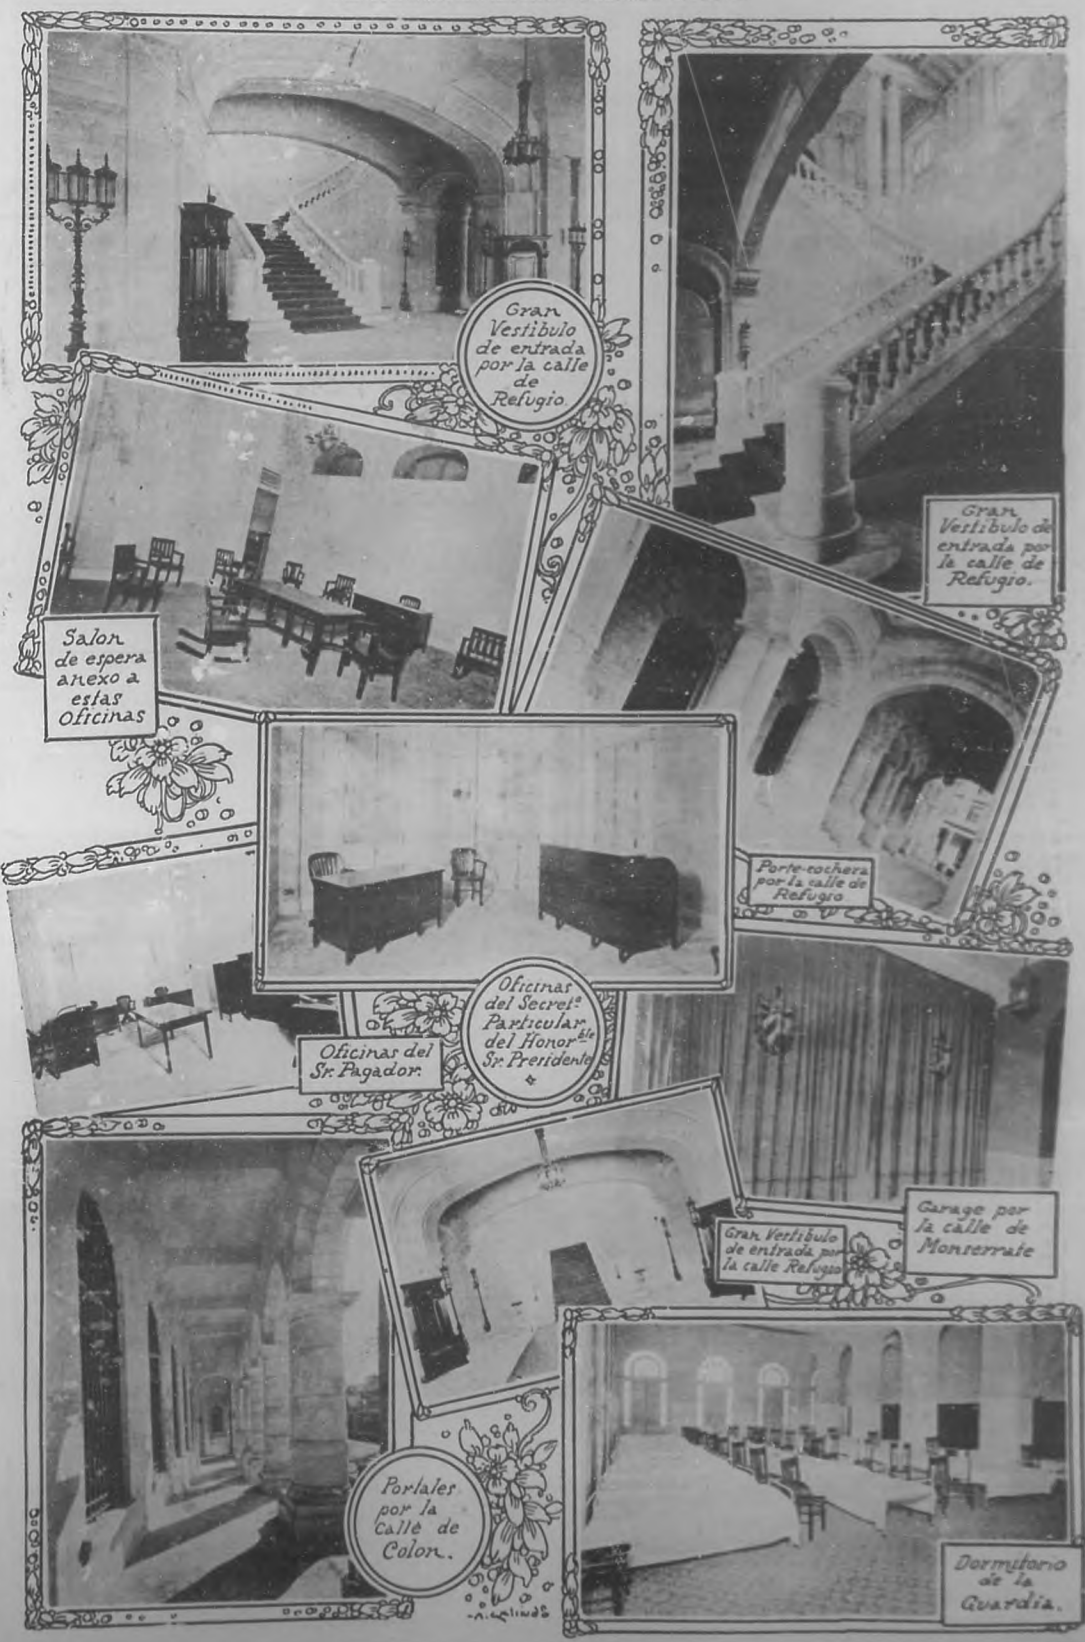 Gran
Vestibulo
de entrada
por la calle
de
Refugio.
Gran
Vestibulo de
entrada por
la calle de
Refugio.
Salon
de espera
anexo a
estas
Oficinas
Porte-cochera
por la calle de
Refugio
Oficinas
del Secret.º
Particular
del Honor.ble
Sr. Presidente
Oficinas del
Sr. Pagador.
Garage por
la calle de
Monserrate
Gran Vestibulo
de entrada por
la calle Refugio
Portales
por la
calle de
Colon.
Dormitorio
de la
Guardia.